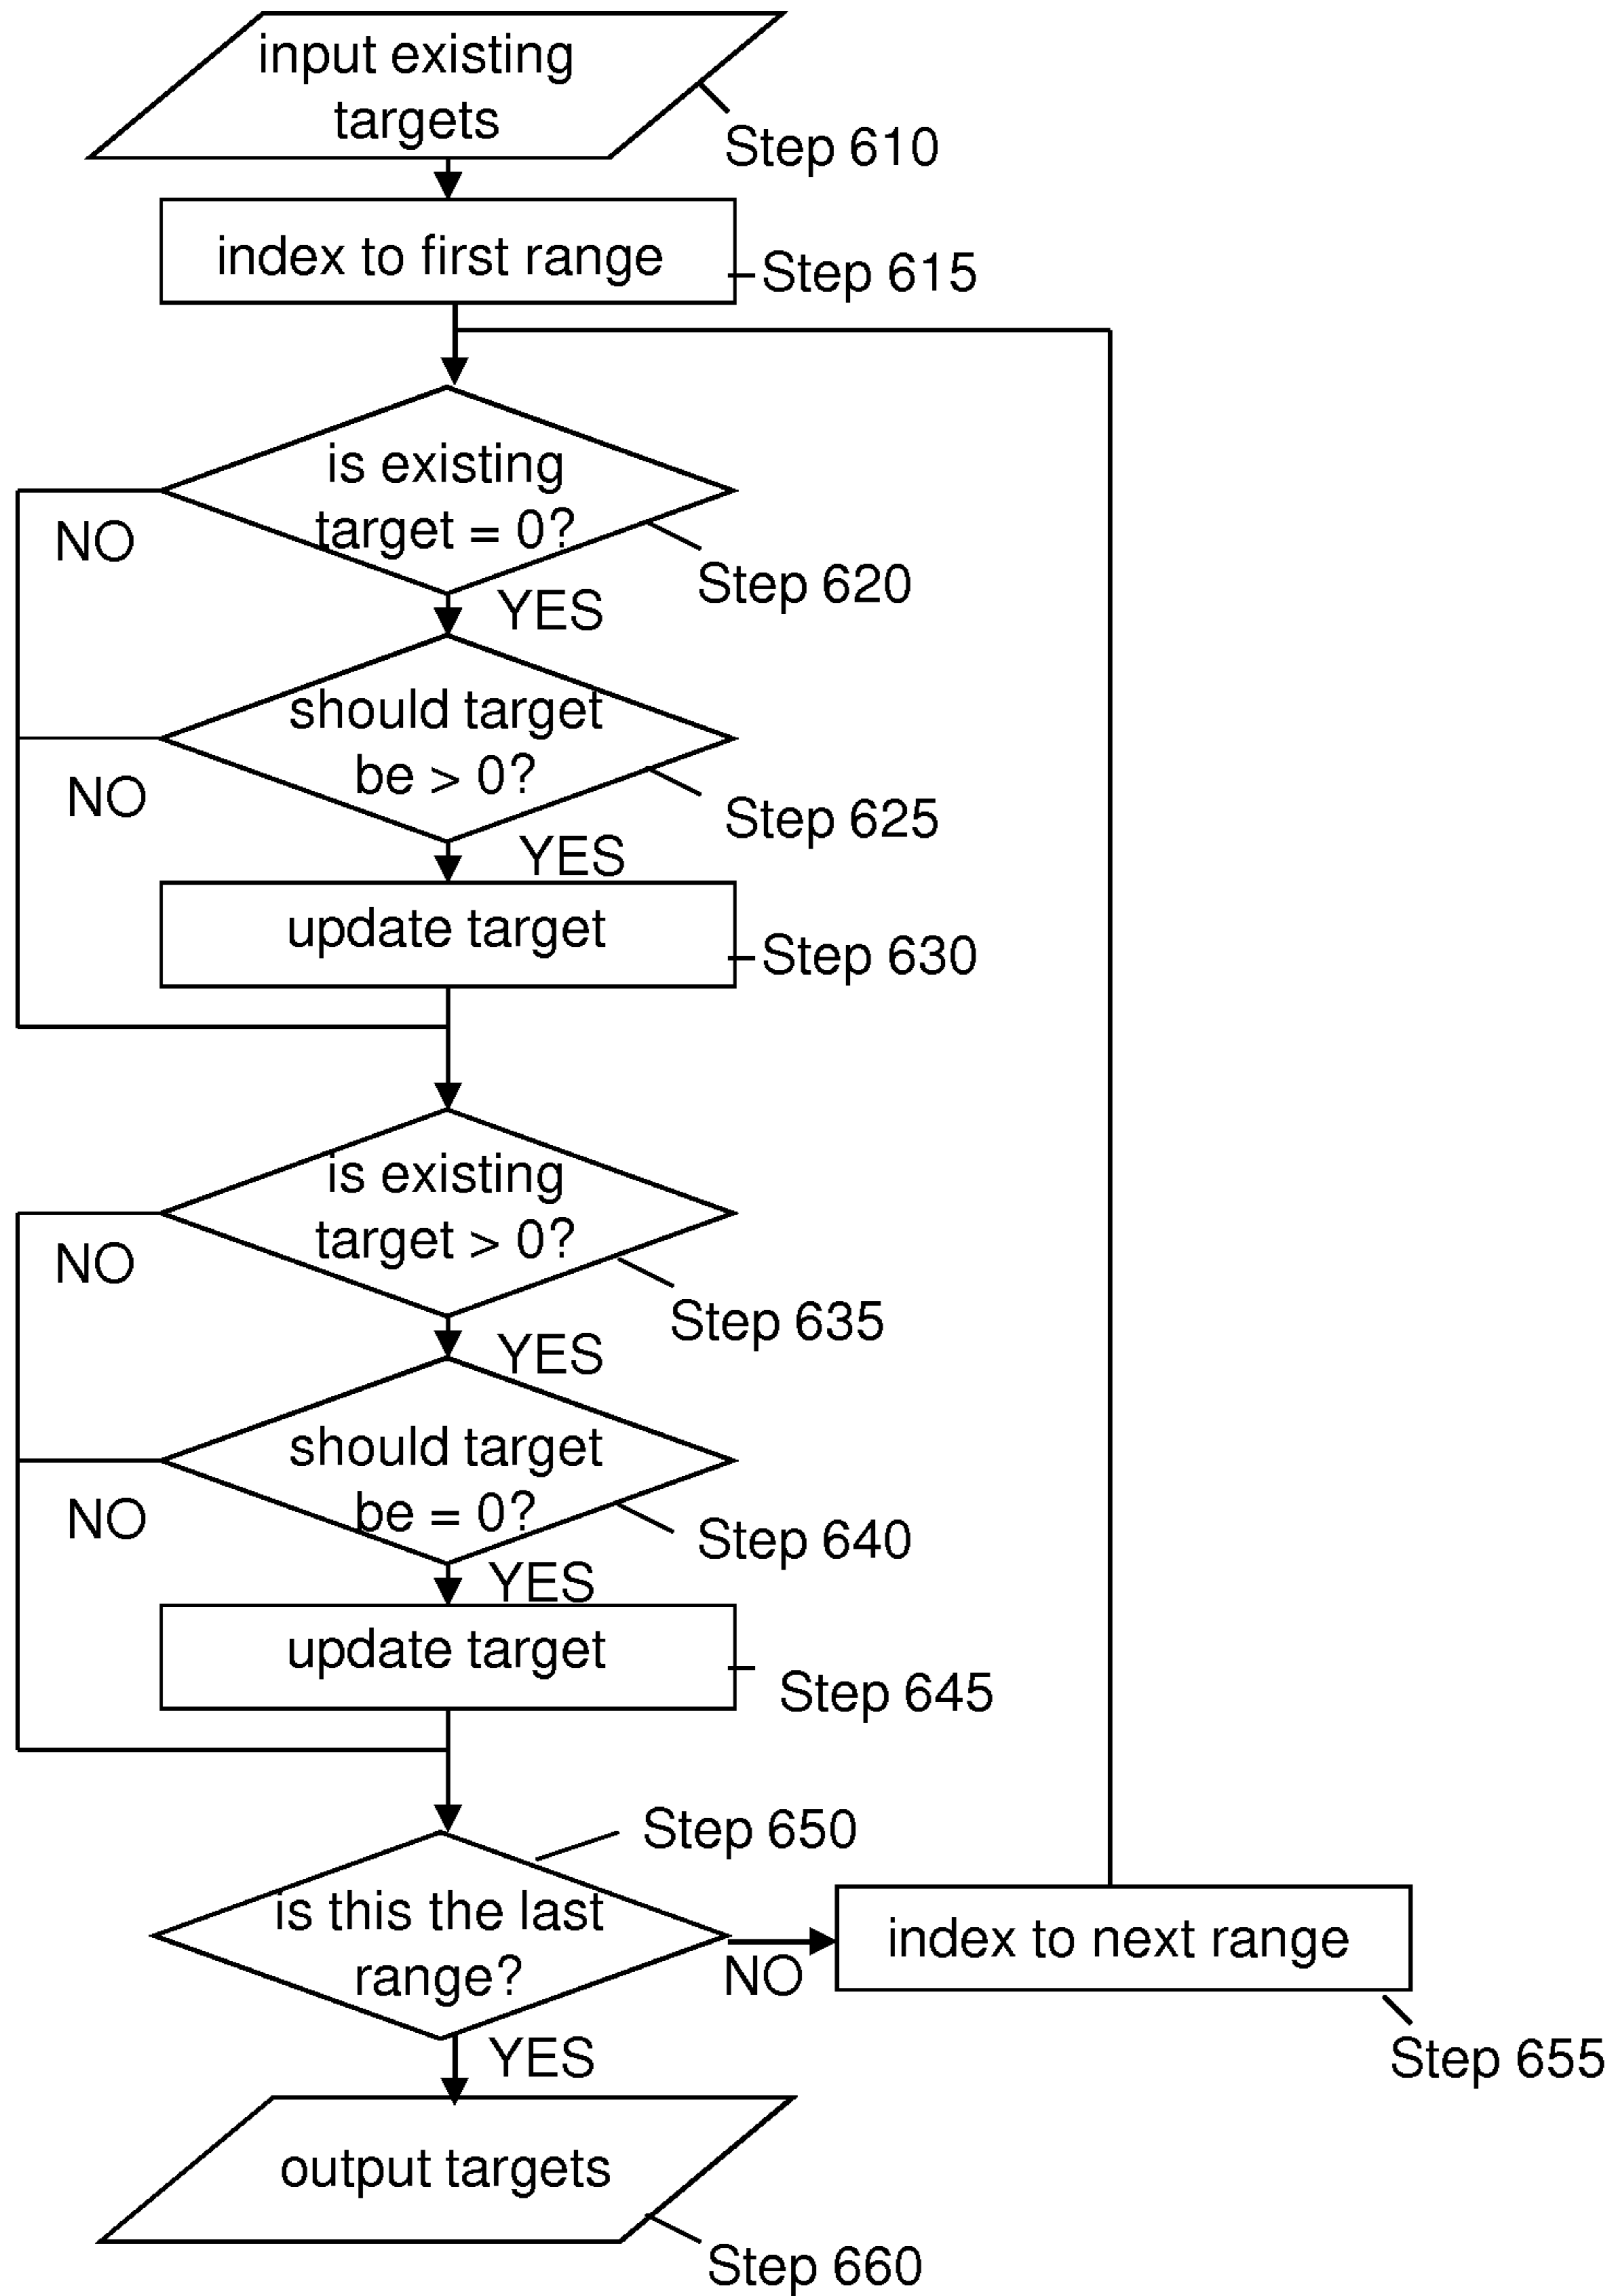 input existing
targets
Step 610
index to first range
Step 615
is existing
target = 0?
NO
Step 620
YES
should target
be > 0?
NO
Step 625
YES
update target
Step 630
is existing
target > 0?
NO
Step 635
YES
should target
be = 0?
NO
Step 640
YES
update target
Step 645
Step 650
is this the last
range?
NO
index to next range
Step 655
YES
output targets
Step 660